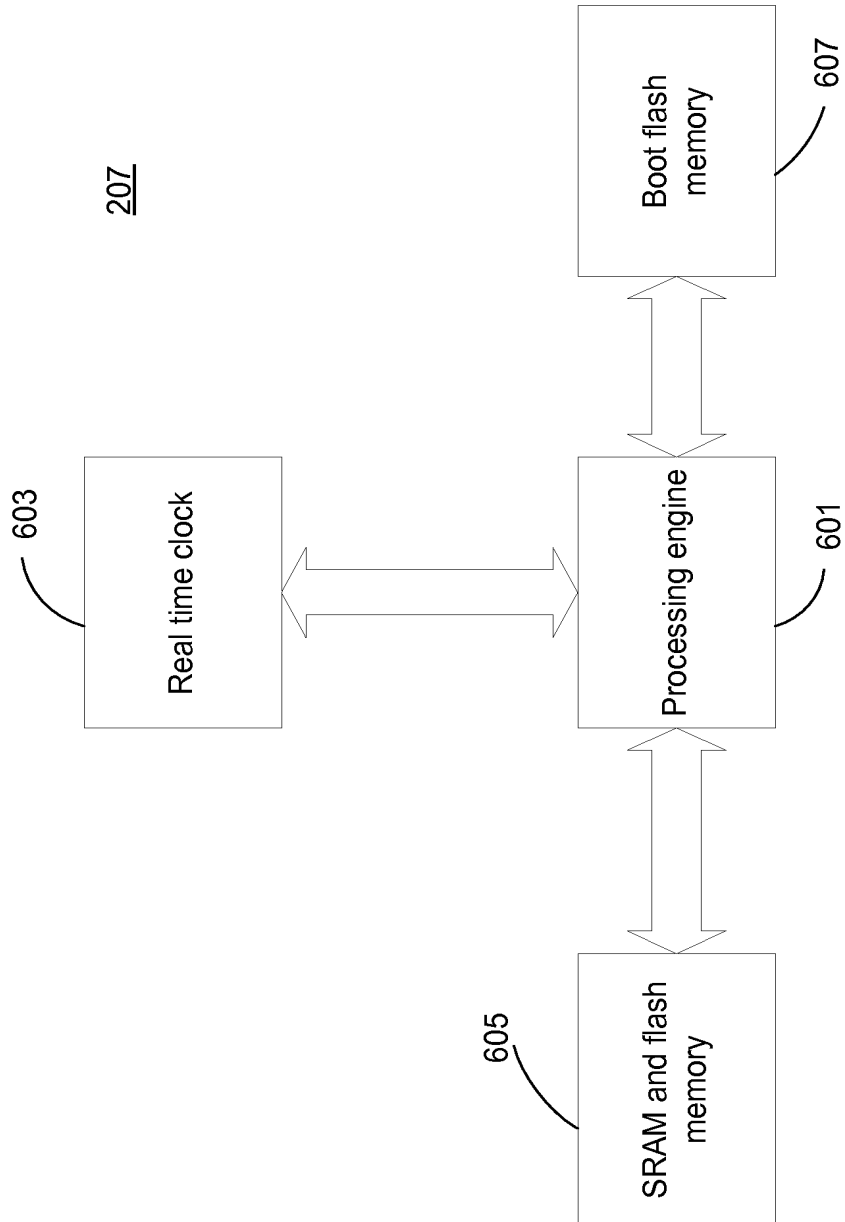 207
603
Real time clock
605
SRAM and flash
memory
Processing engine
601
Boot flash
memory
607